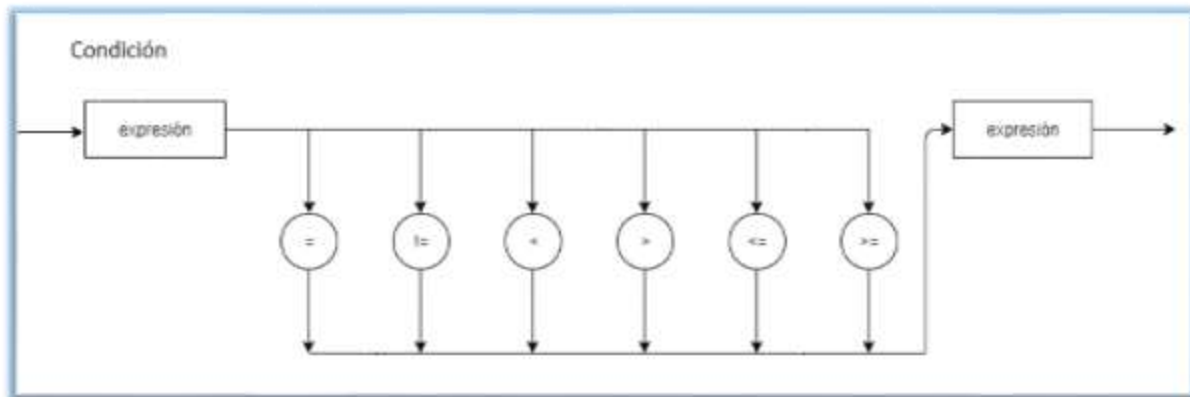 Condición
expresión expresión
= != < > <= >=